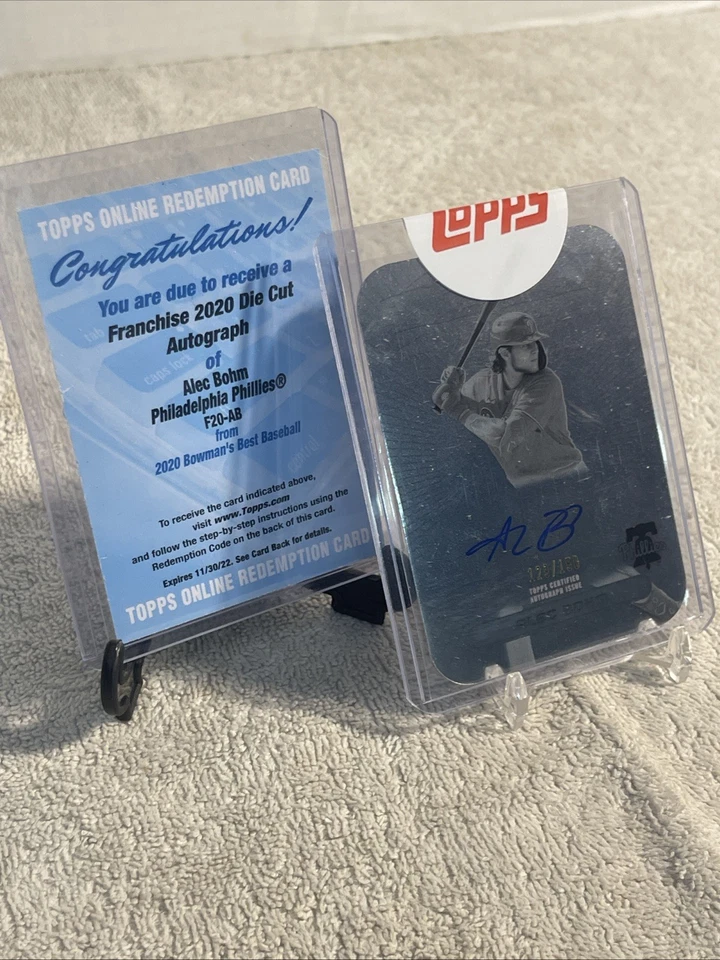 TOPPS ONLINE REDEMPTION CARD
Congratulations!
You are due to receive a
Franchise 2020 Die Cut
Autograph
of
Alec Bohm
Philadelphia Phillies®
F20-AB
from
2020 Bowman's Best Baseball
To receive the card indicated above,
visit www.Topps.com
and follow the step-by-step instructions using the
Redemption Code on the back of this card.
Expires 11/30/22. See Card Back for details.
TOPPS ONLINE REDEMPTION CARD
topps
TOPPS CERTIFIED
AUTOGRAPH ISSUE